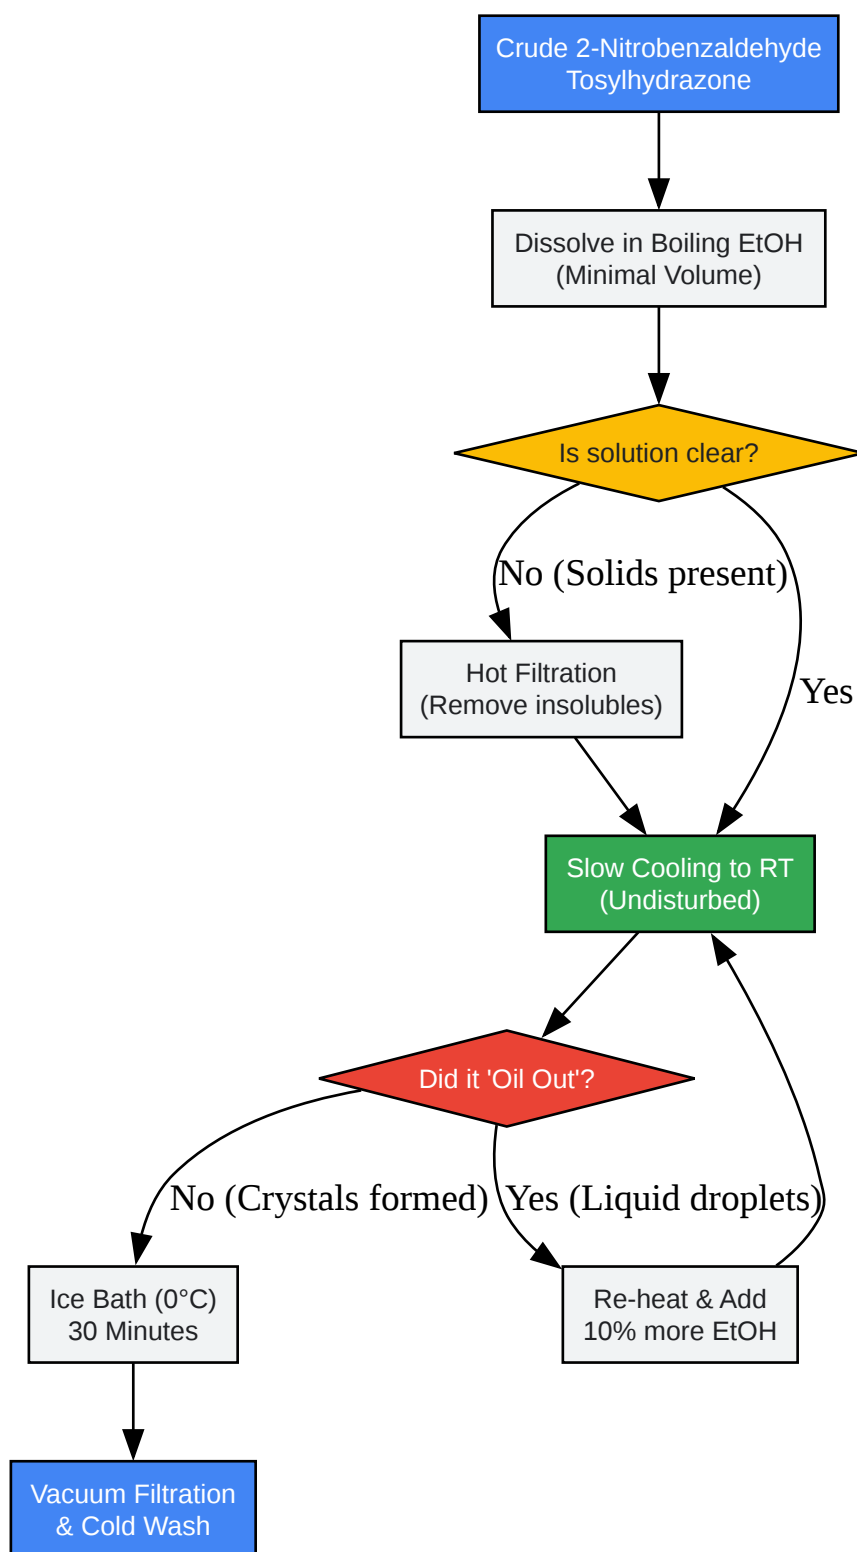 Crude 2-Nitrobenzaldehyde
Tosylhydrazone
Dissolve in Boiling EtOH
(Minimal Volume)
Is solution clear?
No (Solids present)
Hot Filtration
(Remove insolubles)
Yes
Slow Cooling to RT
(Undisturbed)
Did it 'Oil Out'?
No (Crystals formed)
Yes (Liquid droplets)
Ice Bath (0°C)
30 Minutes
Re-heat & Add
10% more EtOH
Vacuum Filtration
& Cold Wash